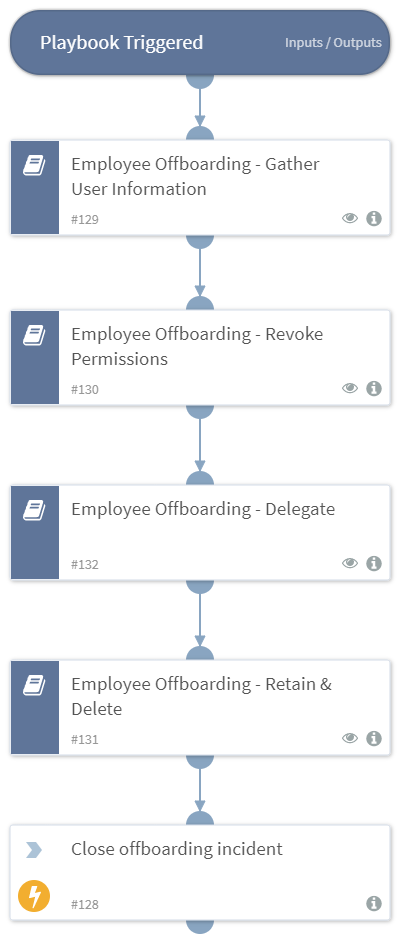 Playbook Triggered
Inputs / Outputs
Employee Offboarding - Gather
User Information
#129
Employee Offboarding - Revoke
Permissions
#130
Employee Offboarding - Delegate
#132
Employee Offboarding - Retain &
Delete
#131
Close offboarding incident
#128